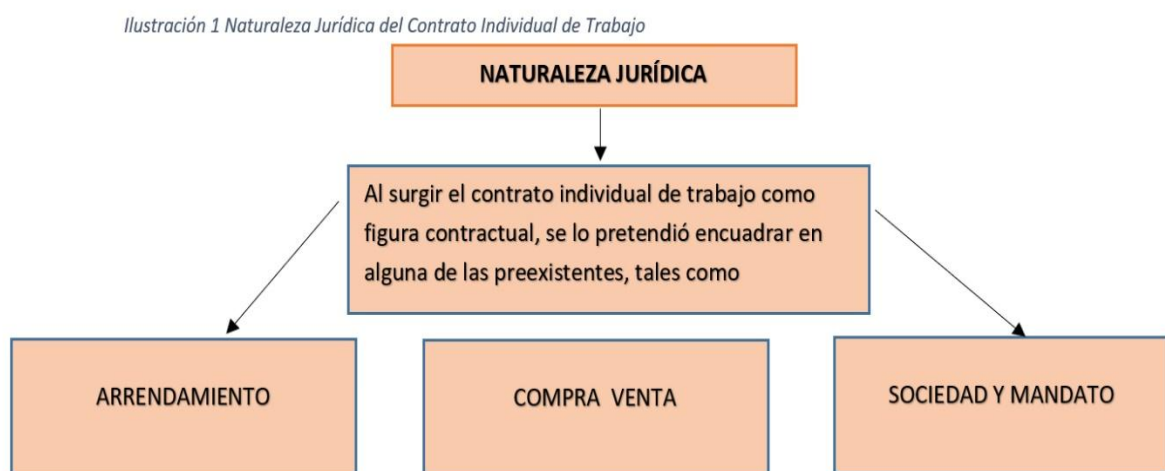 Ilustración 1 Naturaleza Jurídica del Contrato Individual de Trabajo
NATURALEZA JURÍDICA
Al surgir el contrato individual de trabajo como
figura contractual, se lo pretendió encuadrar en
alguna de las preexistentes, tales como
ARRENDAMIENTO
COMPRA VENTA
SOCIEDAD Y MANDATO